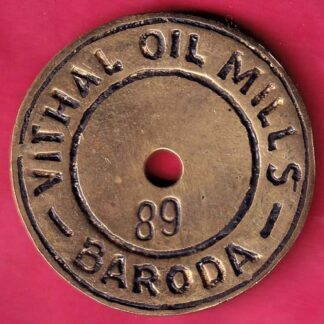 VITHAL OIL MILLS
89
— BARODA —